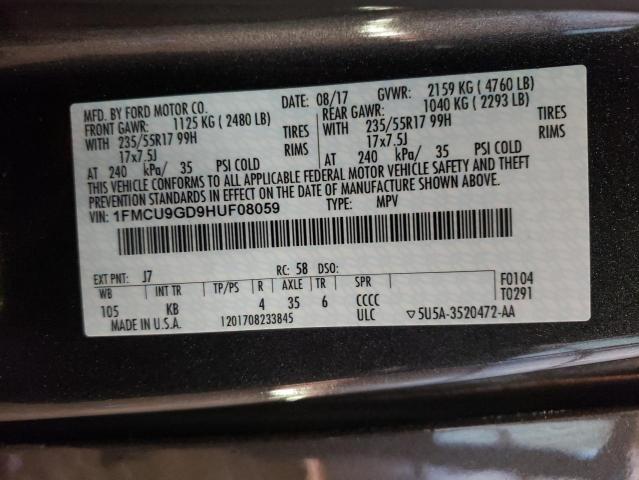 MFD. BY FORD MOTOR CO. DATE: 08/17 GVWR: 2159 KG ( 4760 LB)
FRONT GAWR: 1125 KG ( 2480 LB) REAR GAWR: 1040 KG ( 2293 LB)
WITH 235/55R17 99H TIRES WITH 235/55R17 99H TIRES
17x7.5J RIMS 17x7.5J RIMS
AT 240 kPa/ 35 PSI COLD AT 240 kPa/ 35 PSI COLD
THIS VEHICLE CONFORMS TO ALL APPLICABLE FEDERAL MOTOR VEHICLE SAFETY AND THEFT
PREVENTION STANDARDS IN EFFECT ON THE DATE OF MANUFACTURE SHOWN ABOVE.
VIN: 1FMCU9GD9HUF08059 TYPE: MPV
EXT PNT: J7 RC: 58 DSO: F0104
WB INT TR TP/PS R AXLE TR SPR T0291
105 KB 4 35 6 CCCC
MADE IN U.S.A. 1201708233845 ULC ▽5U5A-3520472-AA